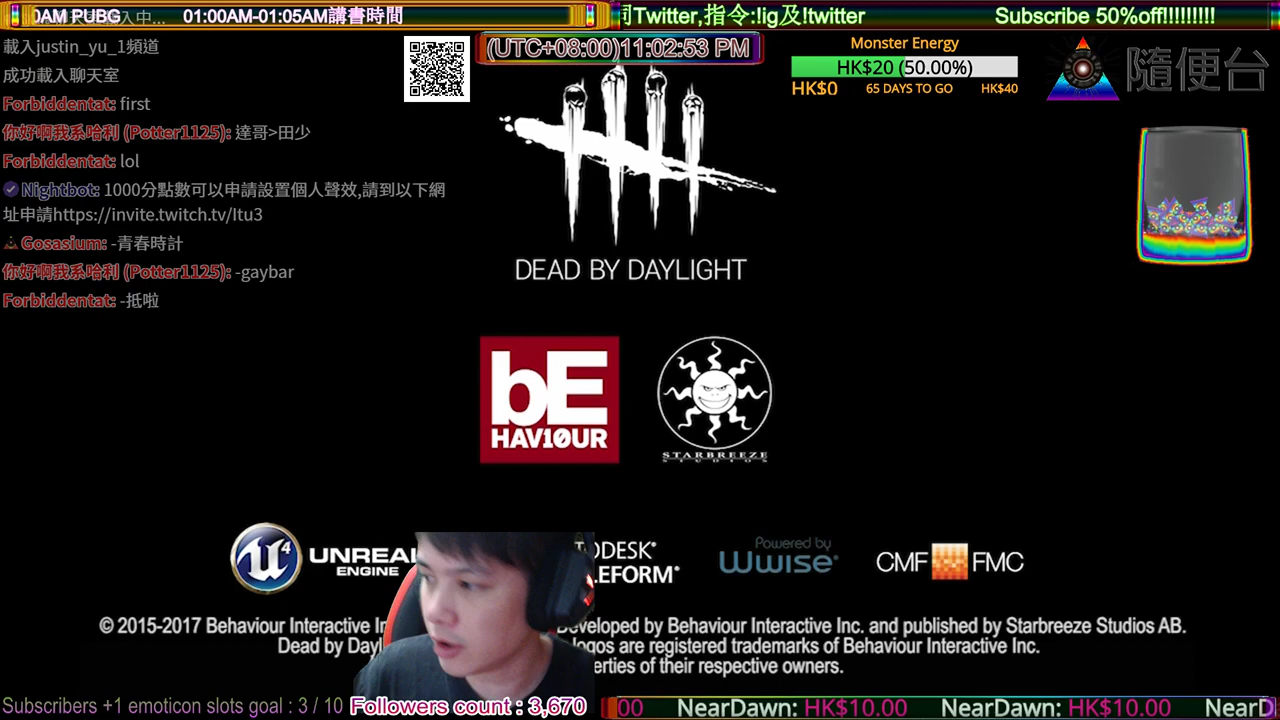 0AM PUBG 01:00AM-01:05AM講書時間
Twitter,指令:!ig及!twitter
Subscribe 50%off!!!!!!!!!
載入justin_yu_1頻道
成功載入聊天室
Forbiddentat: first
你好啊我系哈利 (Potter1125): 達哥>田少
Forbiddentat: lol
Nightbot: 1000分點數可以申請設置個人聲效,請到以下網
址申請https://invite.twitch.tv/Itu3
Gosasium: -青春時計
你好啊我系哈利 (Potter1125): -gaybar
Forbiddentat: -抵啦
(UTC+08:00)11:02:53 PM
Monster Energy
HK$20 (50.00%)
HK$0 65 DAYS TO GO HK$40
隨便台
DEAD BY DAYLIGHT
bE
HAV1OUR
STARBREEZE
STUDIOS
U4 UNREAL
ENGINE
ODESK®
LEFORM®
Powered by
Wwise®
CMF FMC
© 2015-2017 Behaviour Interactive In Developed by Behaviour Interactive Inc. and published by Starbreeze Studios AB.
Dead by Dayl logos are registered trademarks of Behaviour Interactive Inc.
erties of their respective owners.
Subscribers +1 emoticon slots goal : 3 / 10
Followers count : 3,670
00 NearDawn: HK$10.00 NearDawn: HK$10.00 NearD